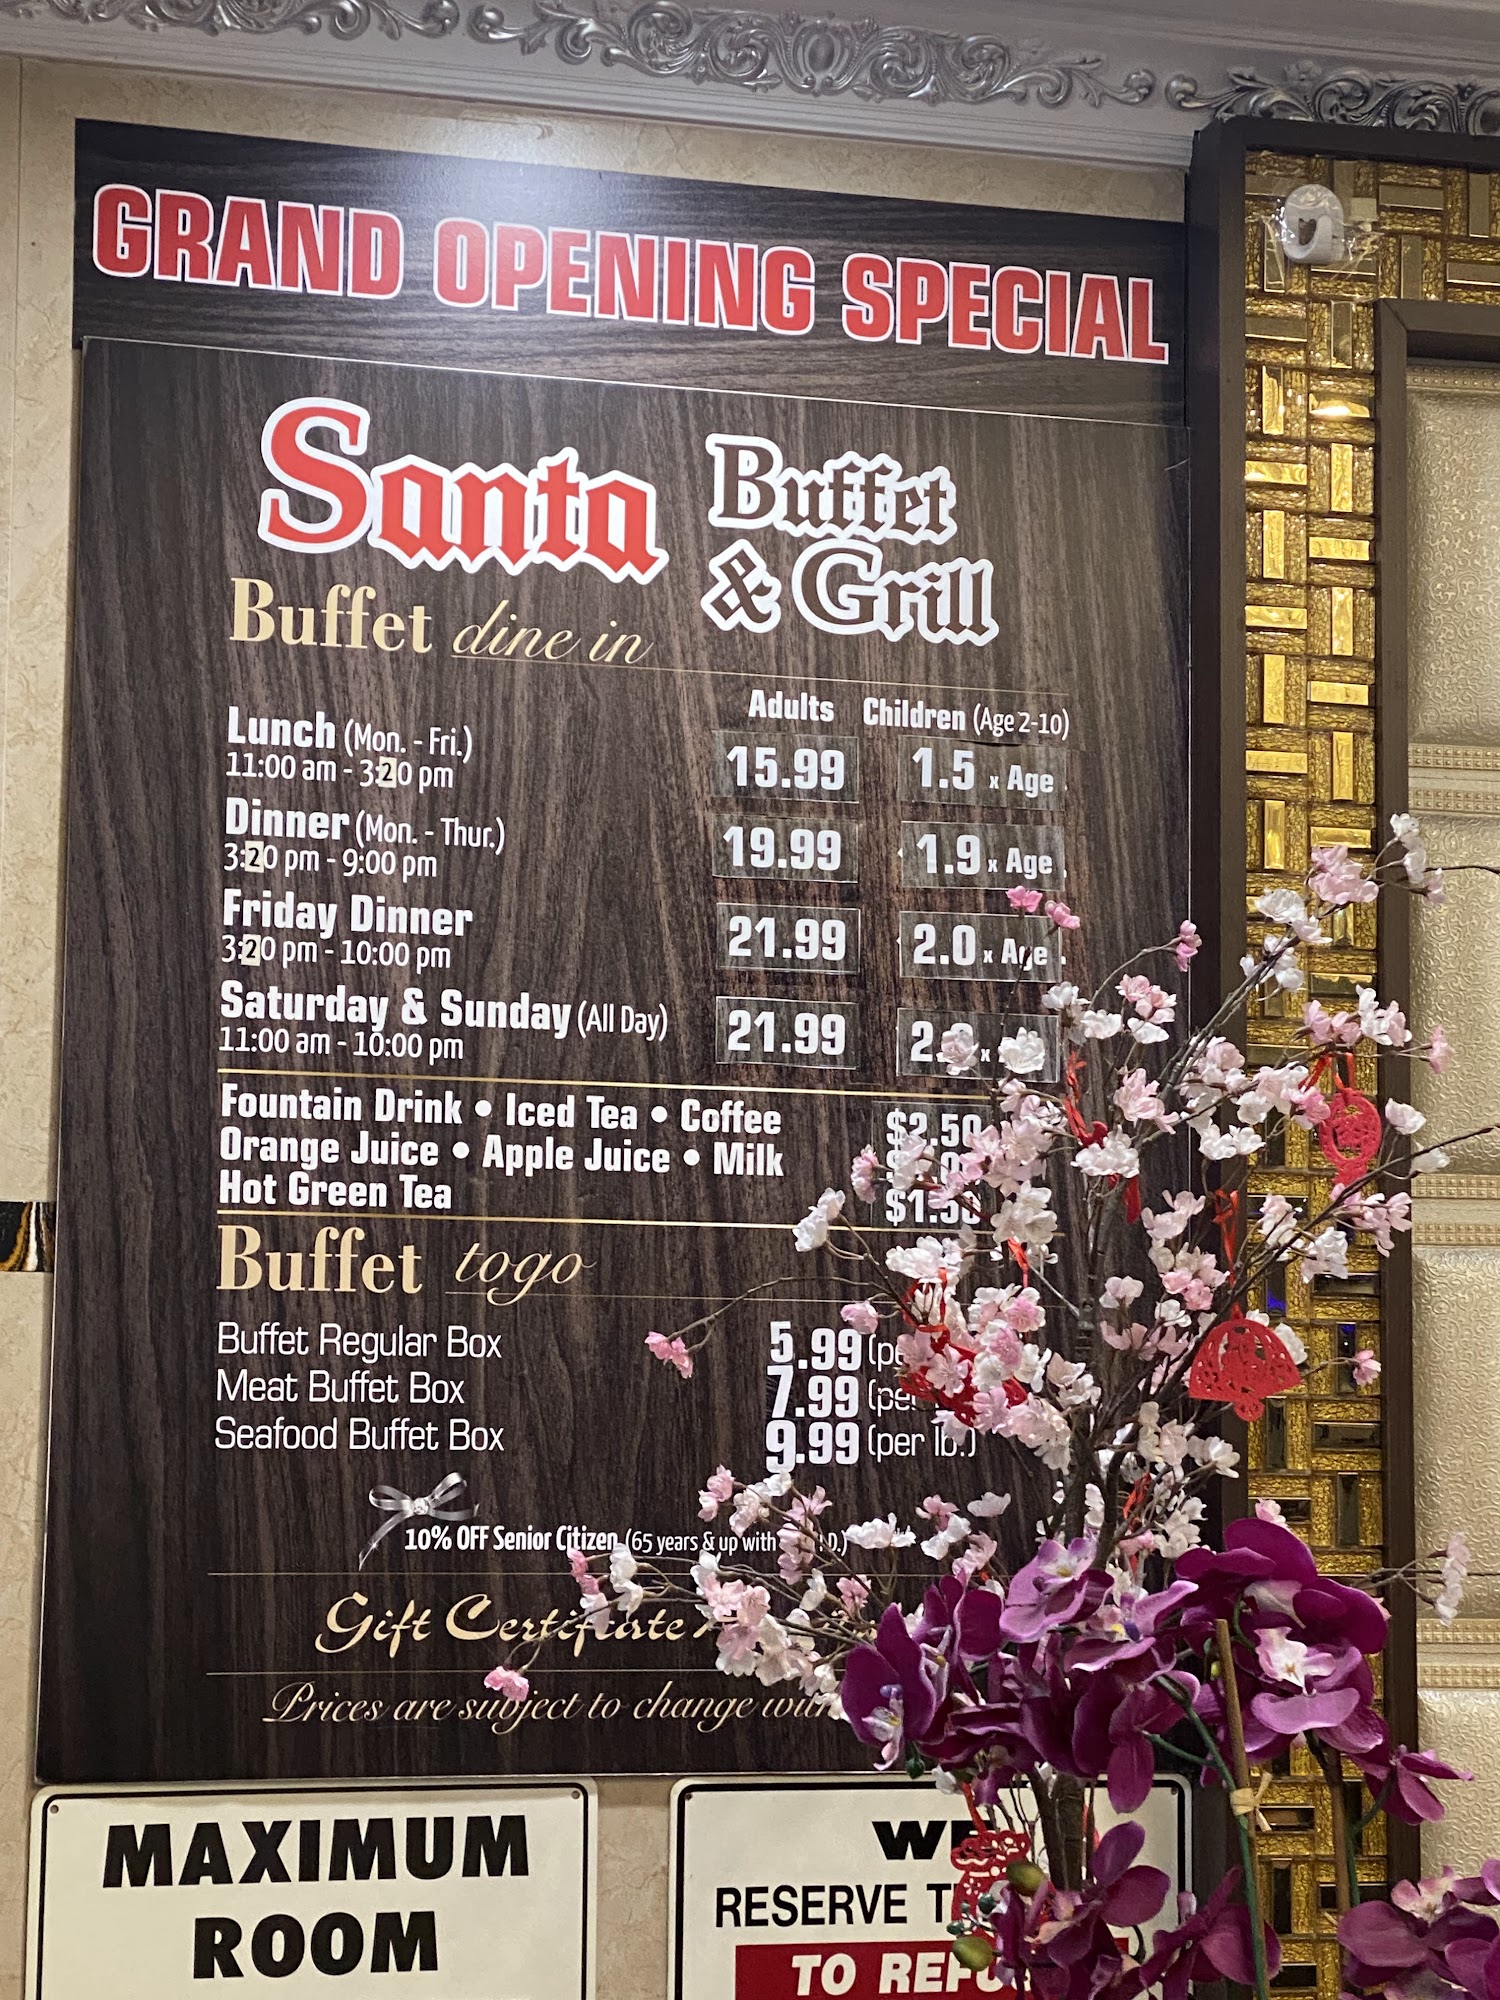 GRAND OPENING SPECIAL
Santa Buffet
& Grill
Buffet dine in
Adults Children (Age 2-10)
Lunch (Mon. - Fri.) 15.99 1.5 x Age
11:00 am - 3:20 pm
Dinner (Mon. - Thur.) 19.99 1.9 x Age
3:20 pm - 9:00 pm
Friday Dinner 21.99 2.0 x Age
3:20 pm - 10:00 pm
Saturday & Sunday (All Day) 21.99 x
11:00 am - 10:00 pm
Fountain Drink • Iced Tea • Coffee $2.50
Orange Juice • Apple Juice • Milk
Hot Green Tea $1.50
Buffet togo
Buffet Regular Box 5.99
Meat Buffet Box 7.99
Seafood Buffet Box 9.99 (per lb.)
10% OFF Senior Citizen (65 years & up with
Gift Certificate
Prices are subject to change
MAXIMUM
ROOM
WE
RESERVE
TO